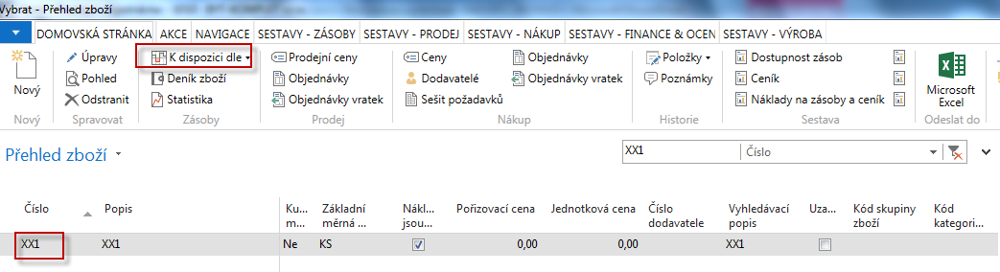 Vybrat - Přehled zboží
DOMOVSKÁ STRÁNKA AKCE NAVIGACE SESTAVY - ZÁSOBY SESTAVY - PRODEJ SESTAVY - NÁKUP SESTAVY - FINANCE & OCEN SESTAVY - VÝROBA
Nový
Nový
Úpravy
Pohled
Odstranit
Spravovat
K dispozici dle
Deník zboží
Statistika
Zásoby
Prodejní ceny
Objednávky
Objednávky vratek
Prodej
Ceny
Dodavatelé
Sešit požadavků
Objednávky
Objednávky vratek
Nákup
Položky
Poznámky
Historie
Dostupnost zásob
Ceník
Náklady na zásoby a ceník
Sestava
Microsoft
Excel
Odeslat do
Přehled zboží
XX1 Číslo
Číslo Popis Ku... Základní Nákl... Pořizovací cena Jednotková cena Číslo Vyhledávací Uza... Kód skupiny Kód
m... měrná ... jsou... dodavatele popis zboží kategori...
XX1 XX1 Ne KS 0,00 0,00 XX1